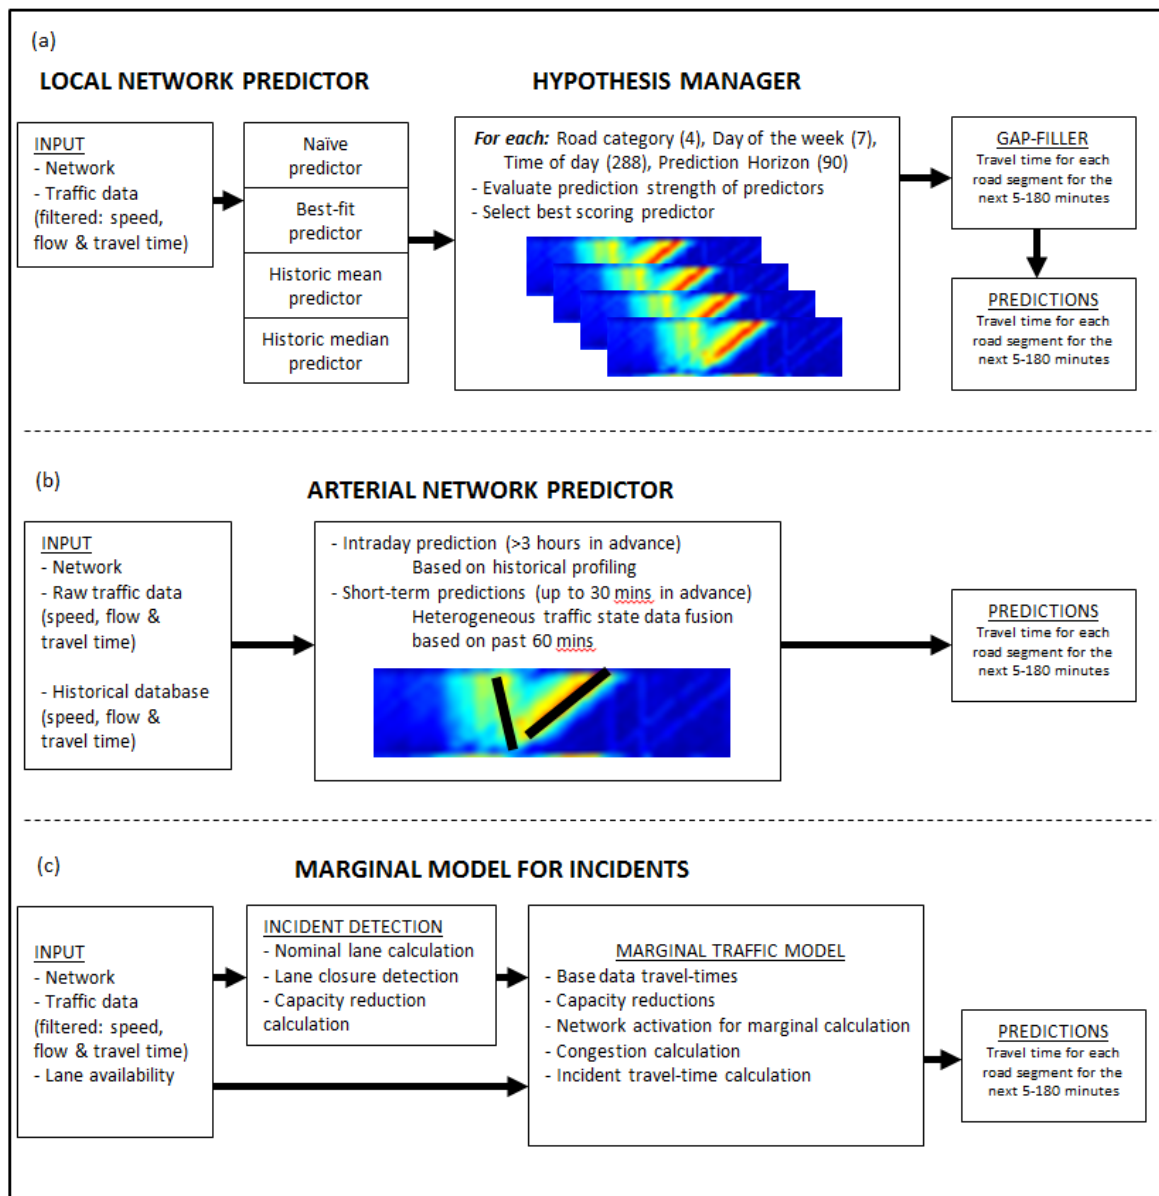 (a)
LOCAL NETWORK PREDICTOR
HYPOTHESIS MANAGER
INPUT
- Network
- Traffic data
(filtered: speed,
flow & travel time)
Naïve
predictor
Best-fit
predictor
Historic mean
predictor
Historic median
predictor
For each: Road category (4), Day of the week (7),
Time of day (288), Prediction Horizon (90)
- Evaluate prediction strength of predictors
- Select best scoring predictor
GAP-FILLER
Travel time for each
road segment for the
next 5-180 minutes
PREDICTIONS
Travel time for each
road segment for the
next 5-180 minutes
(b)
ARTERIAL NETWORK PREDICTOR
INPUT
- Network
- Raw traffic data
(speed, flow &
travel time)
- Historical database
(speed, flow &
travel time)
- Intraday prediction (>3 hours in advance)
Based on historical profiling
- Short-term predictions (up to 30 mins in advance)
Heterogeneous traffic state data fusion
based on past 60 mins
PREDICTIONS
Travel time for each
road segment for the
next 5-180 minutes
(c)
MARGINAL MODEL FOR INCIDENTS
INPUT
- Network
- Traffic data
(filtered: speed,
flow & travel time)
- Lane availability
INCIDENT DETECTION
- Nominal lane calculation
- Lane closure detection
- Capacity reduction
calculation
MARGINAL TRAFFIC MODEL
- Base data travel-times
- Capacity reductions
- Network activation for marginal calculation
- Congestion calculation
- Incident travel-time calculation
PREDICTIONS
Travel time for each
road segment for the
next 5-180 minutes